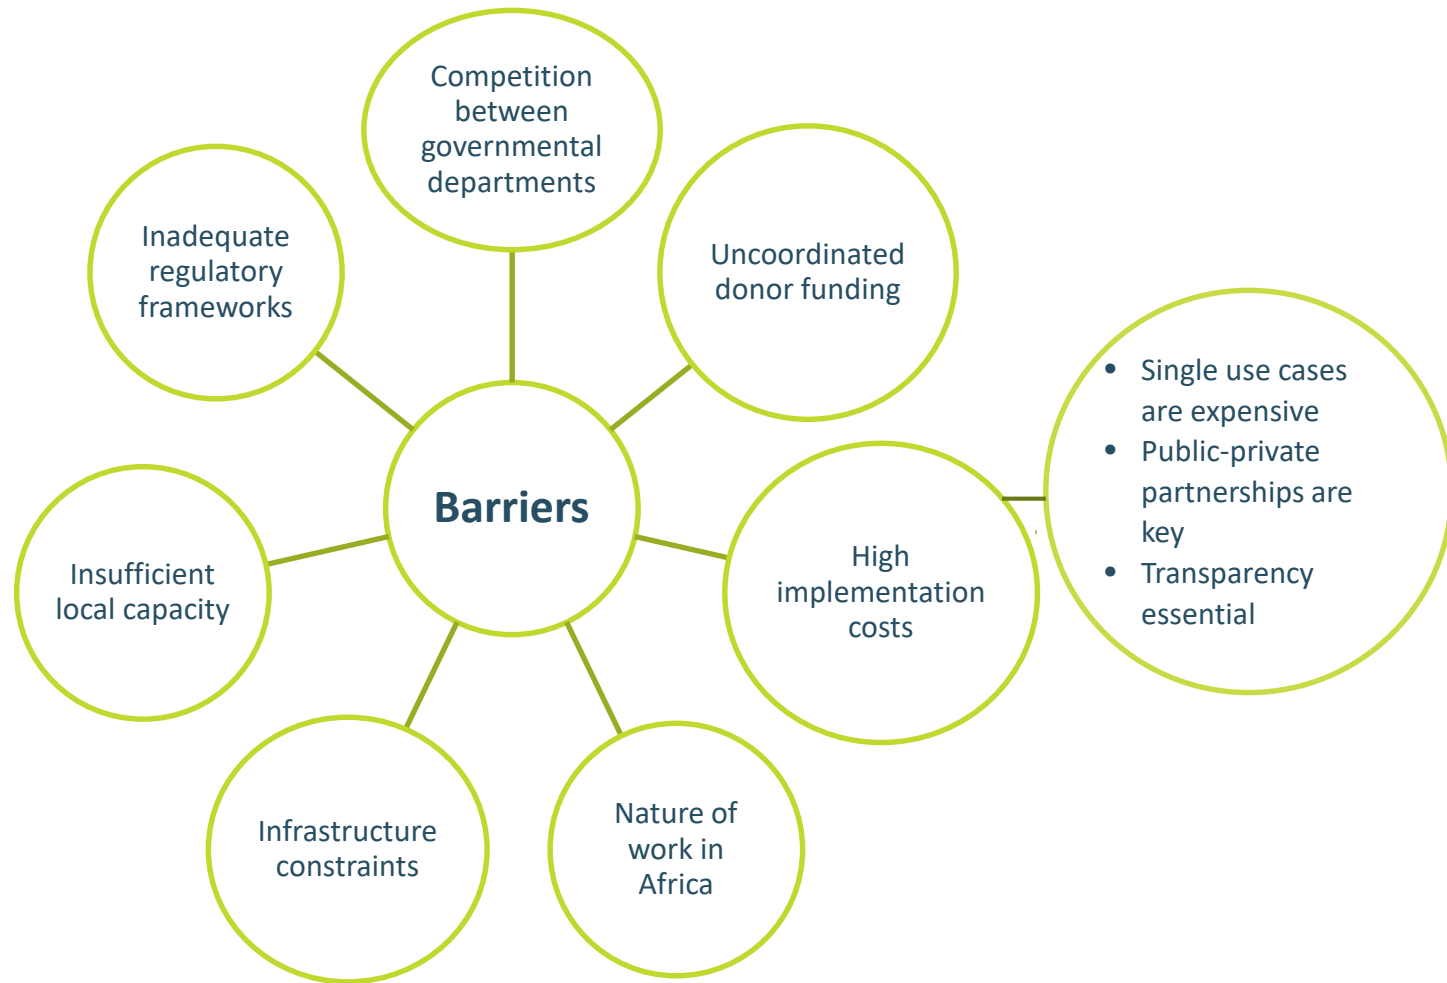 Competition
between
governmental
departments
Uncoordinated
donor funding
Inadequate
regulatory
frameworks
• Single use cases
are expensive
• Public-private
partnerships are
key
• Transparency
essential
Barriers
High
implementation
costs
Insufficient
local capacity
Nature of
work in
Africa
Infrastructure
constraints